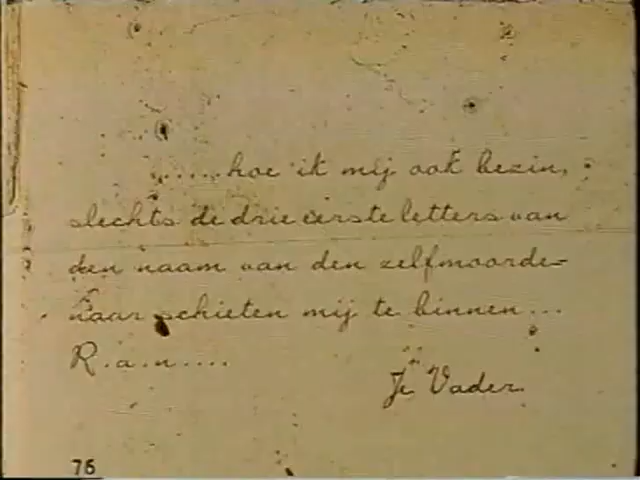 ......hoe ik mij ook bezin,
slechts de drie eerste letters van
den naam van den zelfmoorde=
naar schieten mij te binnen...
R.a.n....
Je Vader
76